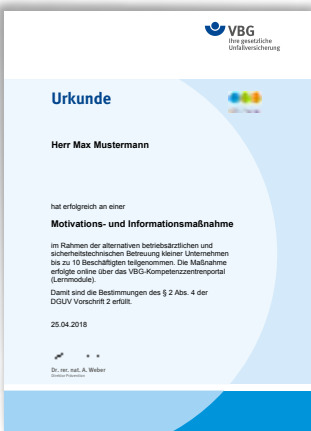 VBG
Ihre gesetzliche
Unfallversicherung
Urkunde
Herr Max Mustermann
hat erfolgreich an einer
Motivations- und Informationsmaßnahme
im Rahmen der alternativen betriebsärztlichen und
sicherheitstechnischen Betreuung kleiner Unternehmen
bis zu 10 Beschäftigten teilgenommen. Die Maßnahme
erfolgte online über das VBG-Kompetenzzentrenportal
(Lernmodule).
Damit sind die Bestimmungen des § 2 Abs. 4 der
DGUV Vorschrift 2 erfüllt.
25.04.2018
Dr. rer. nat. A. Weber
Direktor Prävention